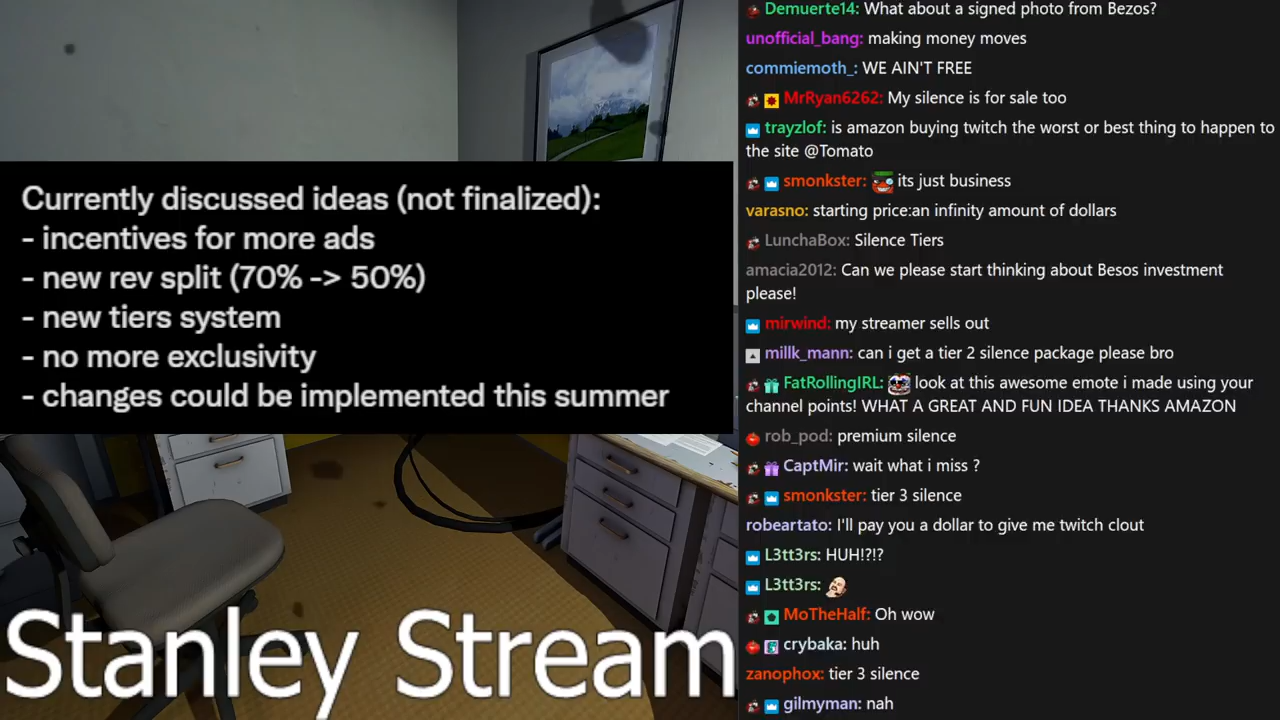 Currently discussed ideas (not finalized):
- incentives for more ads
- new rev split (70% -> 50%)
- new tiers system
- no more exclusivity
- changes could be implemented this summer
Stanley Stream
Demuerte14: What about a signed photo from Bezos?
unofficial_bang: making money moves
commiemoth_: WE AIN'T FREE
MrRyan6262: My silence is for sale too
trayzlof: is amazon buying twitch the worst or best thing to happen to
the site @Tomato
smonkster: its just business
varasno: starting price:an infinity amount of dollars
LunchaBox: Silence Tiers
amacia2012: Can we please start thinking about Besos investment
please!
mirwind: my streamer sells out
millk_mann: can i get a tier 2 silence package please bro
FatRollingIRL: look at this awesome emote i made using your
channel points! WHAT A GREAT AND FUN IDEA THANKS AMAZON
rob_pod: premium silence
CaptMir: wait what i miss ?
smonkster: tier 3 silence
robeartato: I'll pay you a dollar to give me twitch clout
L3tt3rs: HUH!?!?
L3tt3rs:
MoTheHalf: Oh wow
crybaka: huh
zanophox: tier 3 silence
gilmyman: nah